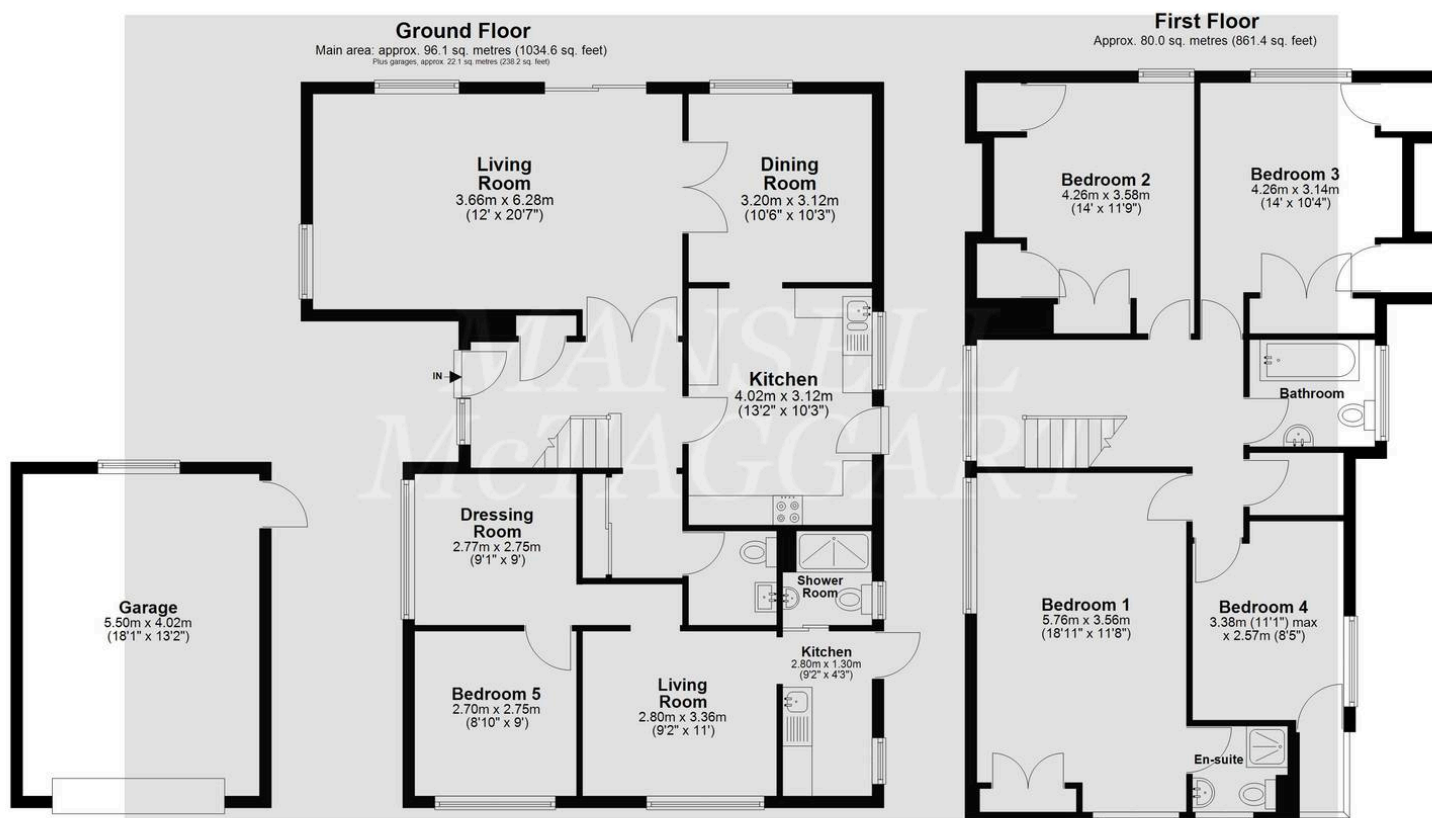 Ground Floor
Main area: approx. 96.1 sq. metres (1034.6 sq. feet)
Plus garages, approx. 22.1 sq. metres (238.2 sq. feet)
First Floor
Approx. 80.0 sq. metres (861.4 sq. feet)
Living
Room
3.66m x 6.28m
(12' x 20'7")
Dining
Room
3.20m x 3.12m
(10'6" x 10'3")
Bedroom 2
4.26m x 3.58m
(14' x 11'9")
Bedroom 3
4.26m x 3.14m
(14' x 10'4")
MANSELL
McTAGGART
IN
Kitchen
4.02m x 3.12m
(13'2" x 10'3")
Bathroom
Dressing
Room
2.77m x 2.75m
(9'1" x 9')
Shower
Room
Garage
5.50m x 4.02m
(18'1" x 13'2")
Bedroom 1
5.76m x 3.56m
(18'11" x 11'8")
Bedroom 4
3.38m (11'1") max
x 2.57m (8'5")
Bedroom 5
2.70m x 2.75m
(8'10" x 9')
Living
Room
2.80m x 3.36m
(9'2" x 11')
Kitchen
2.80m x 1.30m
(9'2" x 4'3")
En-suite